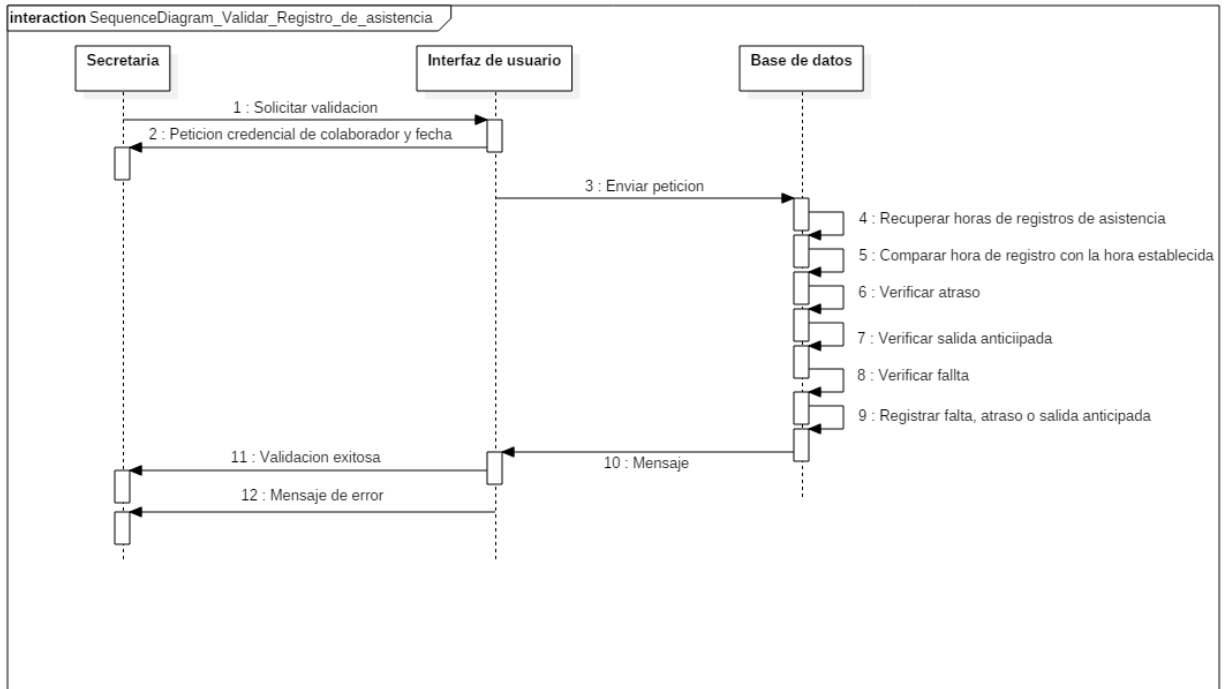 interaction SequenceDiagram_Validar_Registro_de_asistencia
Secretaria
Interfaz de usuario
Base de datos
1 : Solicitar validacion
2 : Peticion credencial de colaborador y fecha
3 : Enviar peticion
4 : Recuperar horas de registros de asistencia
5 : Comparar hora de registro con la hora establecida
6 : Verificar atraso
7 : Verificar salida anticiipada
8 : Verificar fallta
9 : Registrar falta, atraso o salida anticipada
10 : Mensaje
11 : Validacion exitosa
12 : Mensaje de error